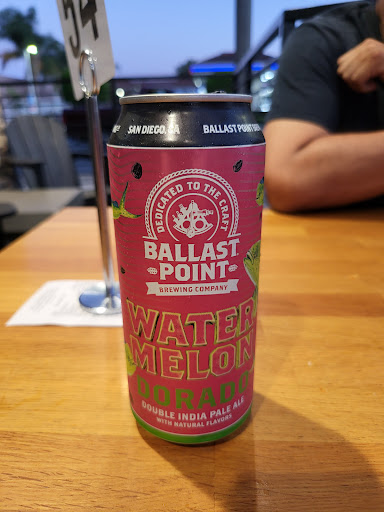 34
SAN DIEGO, CA
BALLAST POINT
DEDICATED TO THE CRAFT
BALLAST
POINT
BREWING COMPANY
WATER
MELON
DORADO
DOUBLE INDIA PALE ALE
WITH NATURAL FLAVORS